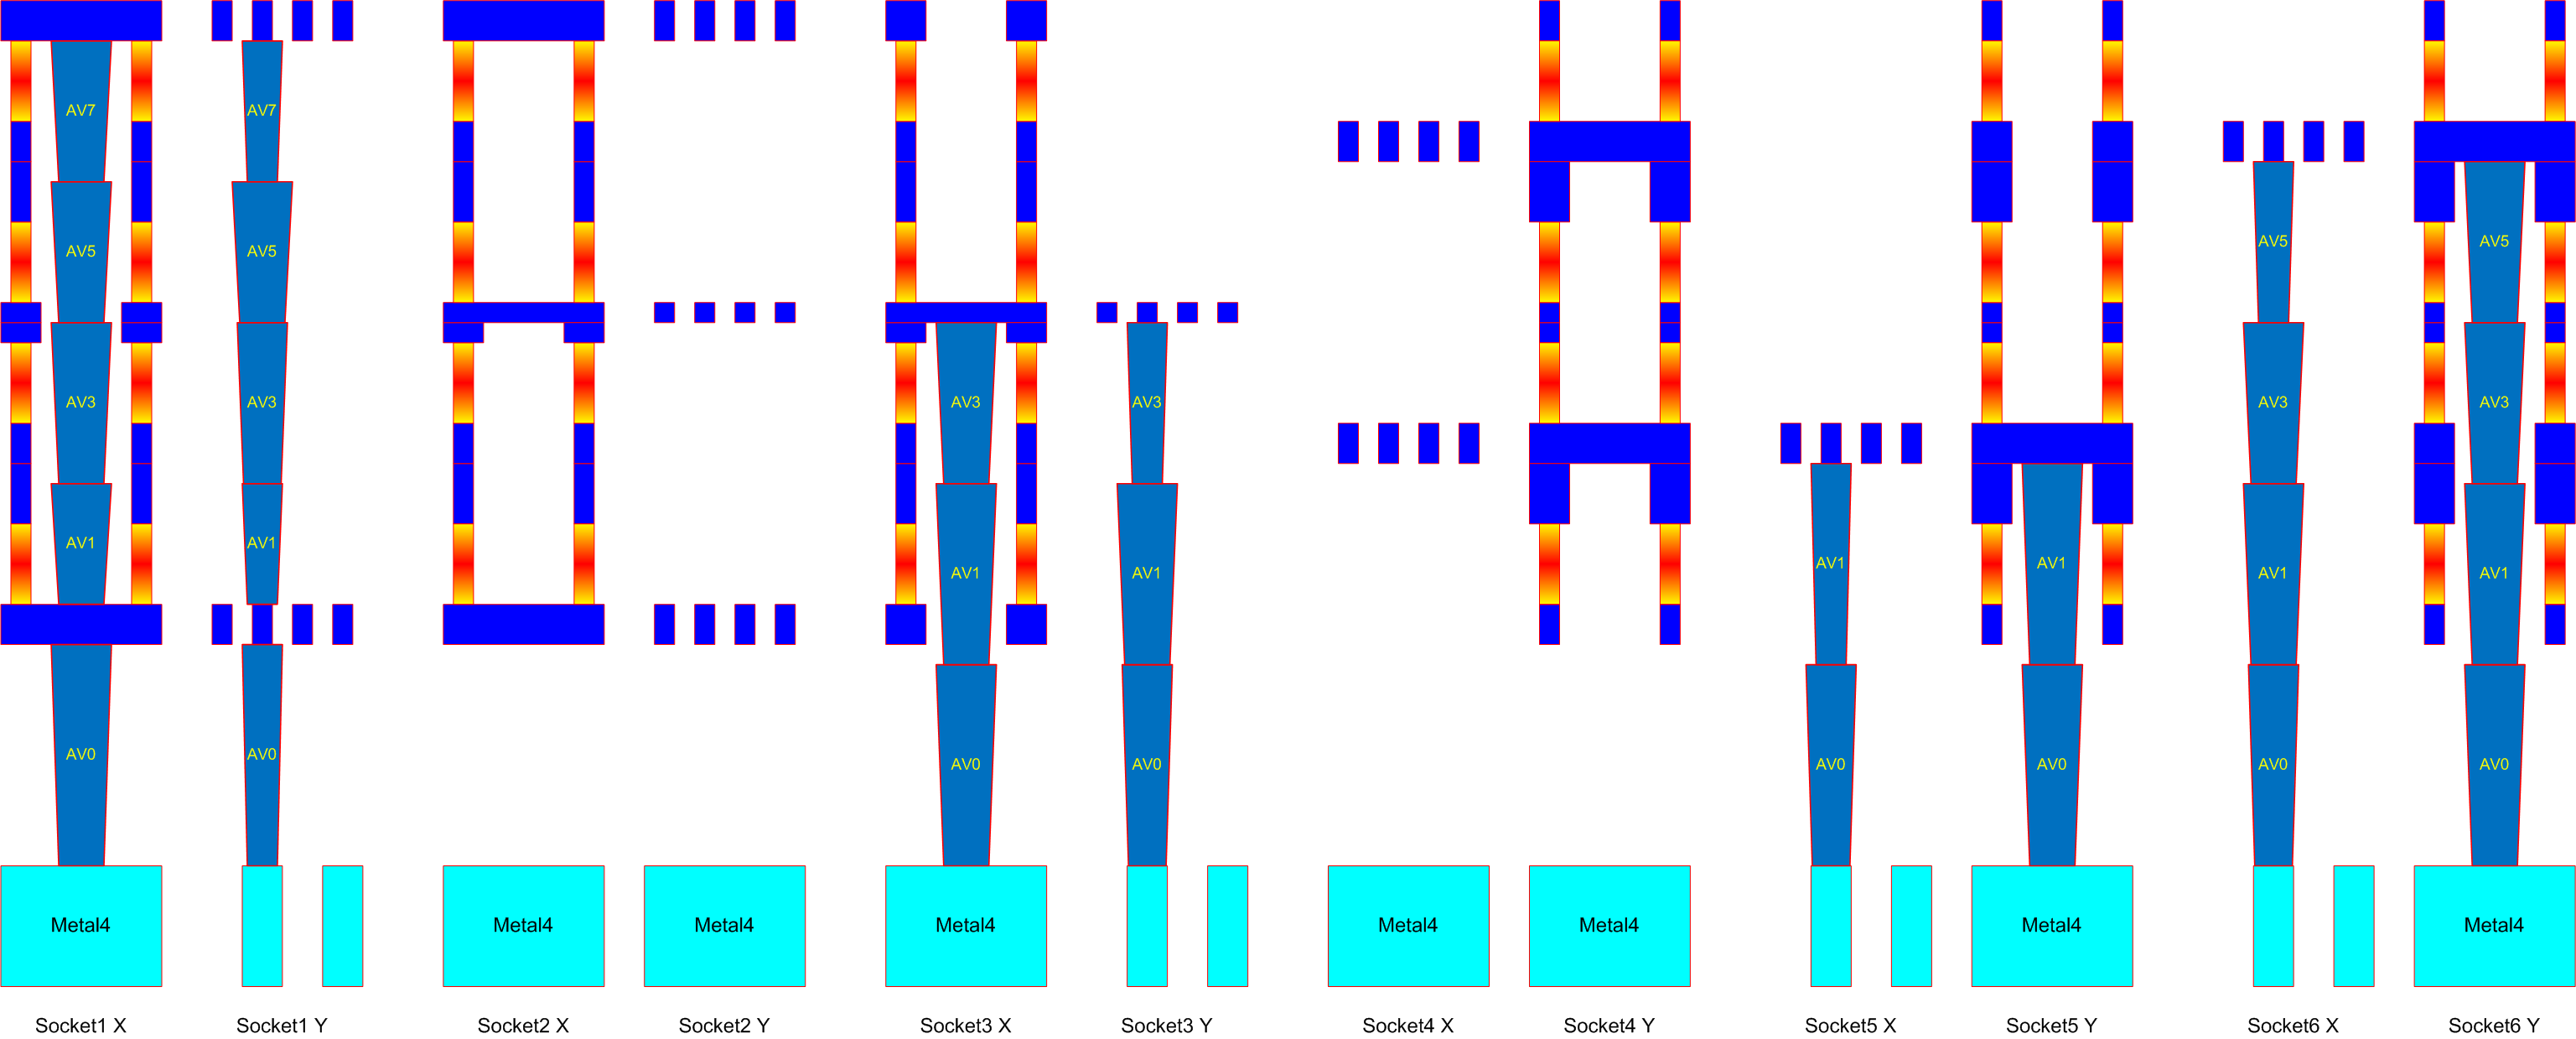 AV7 AV7
AV5 AV5 AV5 AV5
AV3 AV3 AV3 AV3 AV3 AV3
AV1 AV1 AV1 AV1 AV1 AV1 AV1 AV1
AV0 AV0 AV0 AV0 AV0 AV0 AV0 AV0
Metal4 Metal4 Metal4 Metal4 Metal4 Metal4 Metal4 Metal4
Socket1 X Socket1 Y Socket2 X Socket2 Y Socket3 X Socket3 Y Socket4 X Socket4 Y Socket5 X Socket5 Y Socket6 X Socket6 Y